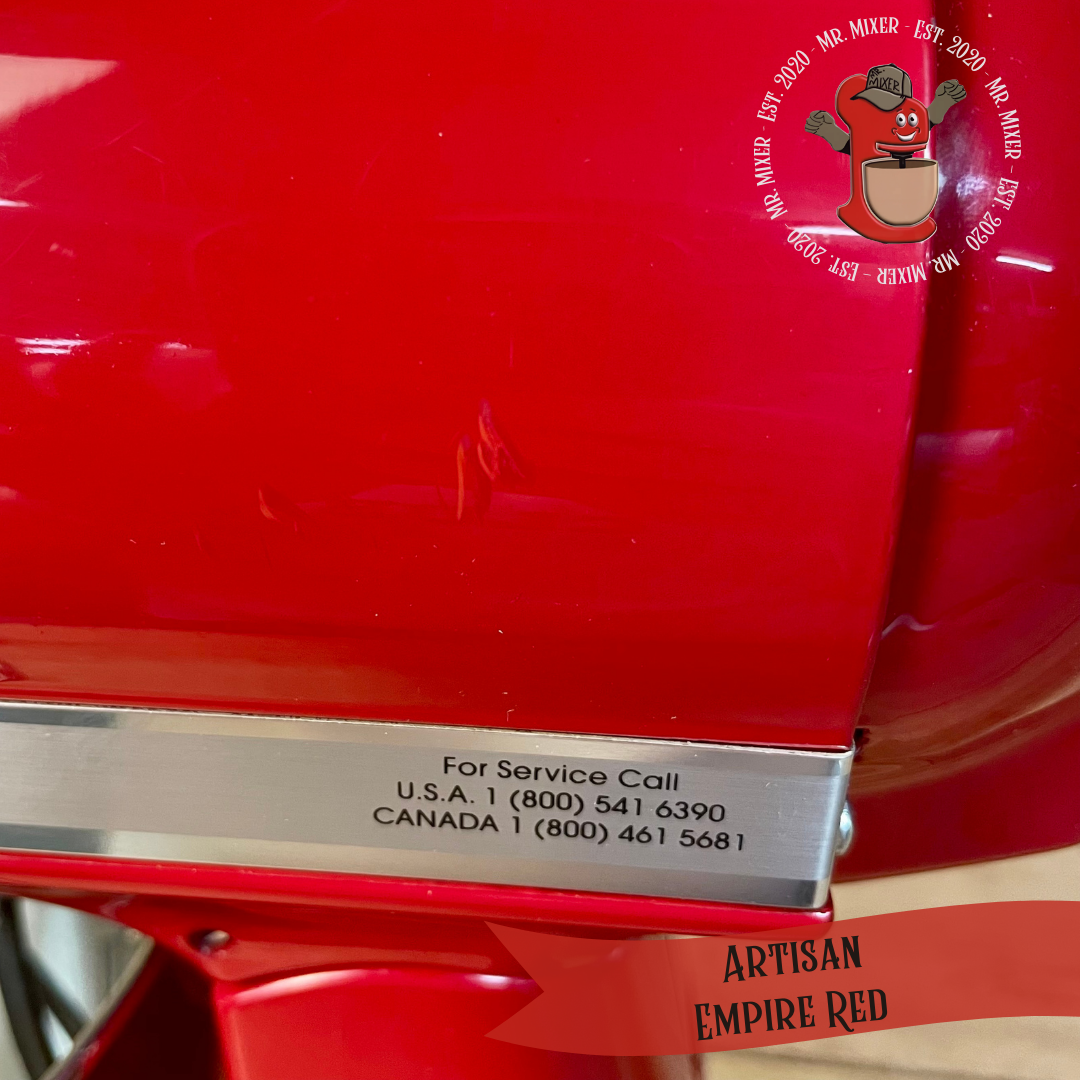 MR. MIXER - EST. 2020 - MR. MIXER - EST. 2020 - MR. MIXER - EST. 2020 - MR. MIXER - EST. 2020 -
MR.
MIXER
For Service Call
U.S.A. 1 (800) 541 6390
CANADA 1 (800) 461 5681
Artisan
Empire Red